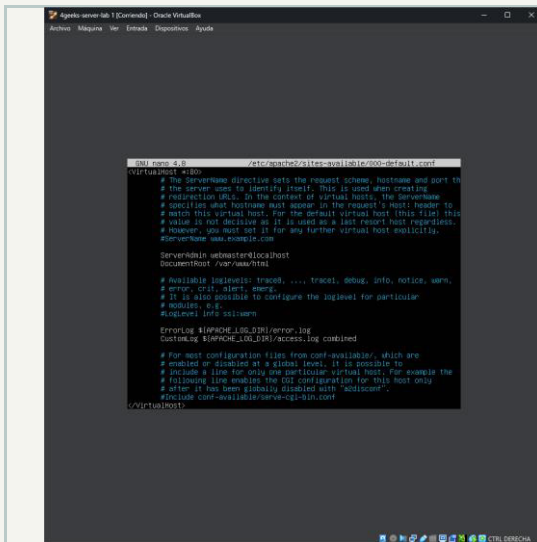 4geeks-server-lab 1 [Corriendo] - Oracle VirtualBox
Archivo Máquina Ver Entrada Dispositivos Ayuda
GNU nano 4.8 /etc/apache2/sites-available/000-default.conf
<VirtualHost *:80>
# The ServerName directive sets the request scheme, hostname and port th
# the server uses to identify itself. This is used when creating
# redirection URLs. In the context of virtual hosts, the ServerName
# specifies what hostname must appear in the request's Host: header to
# match this virtual host. For the default virtual host (this file) this
# value is not decisive as it is used as a last resort host regardless.
# However, you must set it for any further virtual host explicitly.
#ServerName www.example.com
ServerAdmin webmaster@localhost
DocumentRoot /var/www/html
# Available loglevels: trace8, ..., trace1, debug, info, notice, warn,
# error, crit, alert, emerg.
# It is also possible to configure the loglevel for particular
# modules, e.g.
#LogLevel info ssl:warn
ErrorLog ${APACHE_LOG_DIR}/error.log
CustomLog ${APACHE_LOG_DIR}/access.log combined
# For most configuration files from conf-available/, which are
# enabled or disabled at a global level, it is possible to
# include a line for only one particular virtual host. For example the
# following line enables the CGI configuration for this host only
# after it has been globally disabled with "a2disconf".
#Include conf-available/serve-cgi-bin.conf
</VirtualHost>
CTRL DERECHA